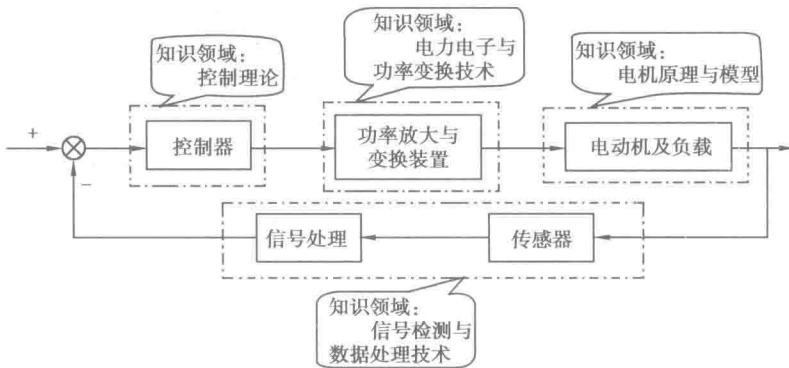 知识领域：
控制理论
知识领域：
电力电子与
功率变换技术
知识领域：
电机原理与模型
+
控制器
功率放大与
变换装置
电动机及负载
−
信号处理
传感器
知识领域：
信号检测与
数据处理技术